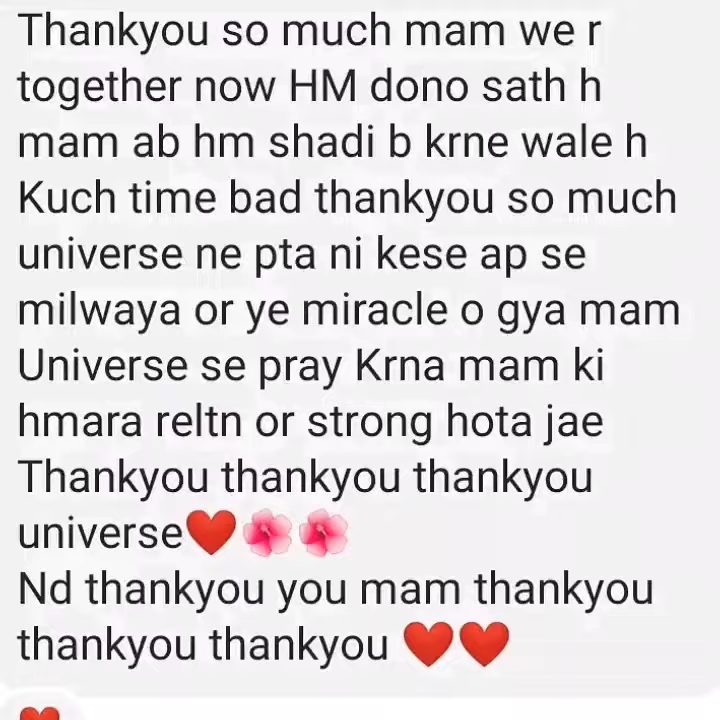 Thankyou so much mam we r
together now HM dono sath h
mam ab hm shadi b krne wale h
Kuch time bad thankyou so much
universe ne pta ni kese ap se
milwaya or ye miracle o gya mam
Universe se pray Krna mam ki
hmara reltn or strong hota jae
Thankyou thankyou thankyou
universe❤️🌺🌺
Nd thankyou you mam thankyou
thankyou thankyou ❤️❤️